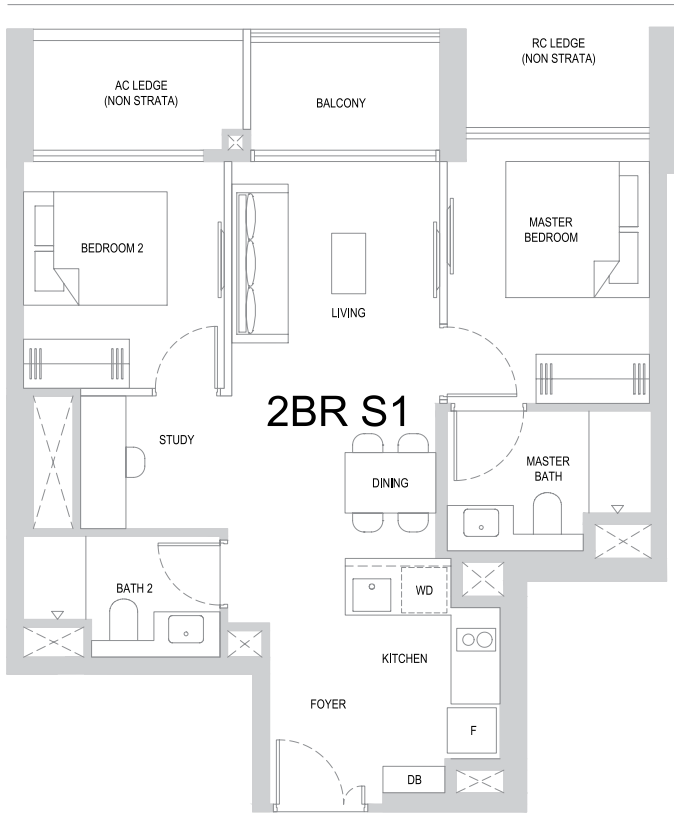 RC LEDGE
(NON STRATA)
AC LEDGE
(NON STRATA)
BALCONY
MASTER
BEDROOM
BEDROOM 2
LIVING
2BR S1
STUDY
DINING
MASTER
BATH
BATH 2
WD
KITCHEN
FOYER
F
DB